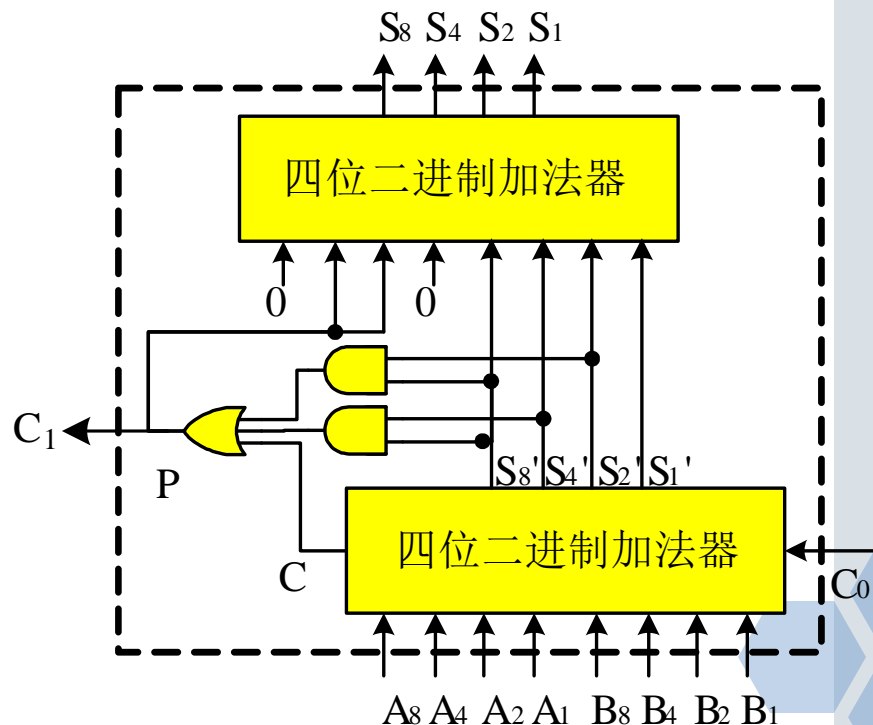 S₈ S₄ S₂ S₁
四位二进制加法器
0 0
C₁
P
S₈' S₄' S₂' S₁'
四位二进制加法器
C
C₀
A₈ A₄ A₂ A₁ B₈ B₄ B₂ B₁